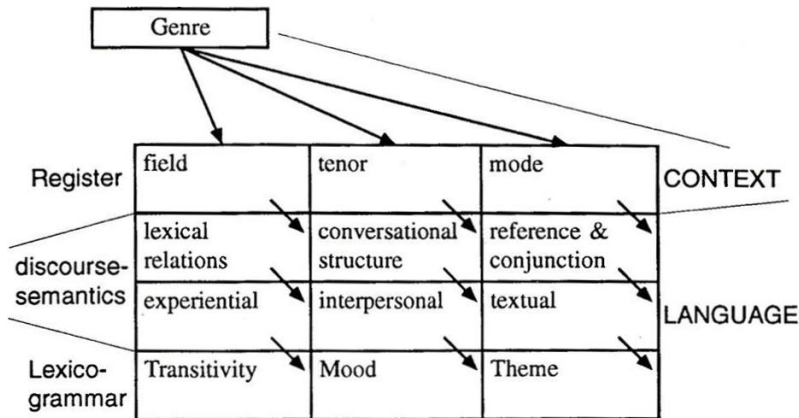 Genre
Register
field
tenor
mode
CONTEXT
discourse-
semantics
lexical
relations
conversational
structure
reference &
conjunction
experiential
interpersonal
textual
LANGUAGE
Lexico-
grammar
Transitivity
Mood
Theme